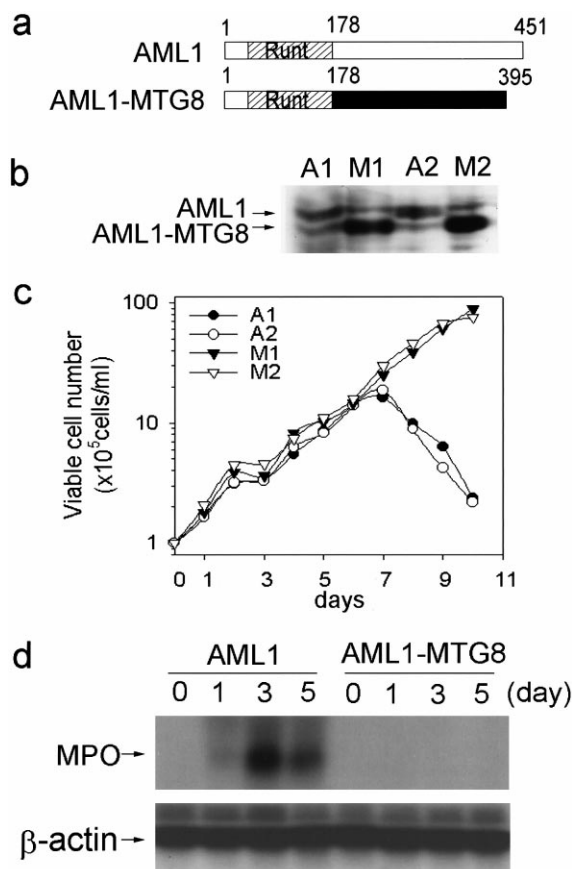 a
1 178 451
AML1 Runt
1 178 395
AML1-MTG8 Runt
b
A1 M1 A2 M2
AML1
AML1-MTG8
c
100
10
1
Viable cell number
(x10⁵cells/ml)
A1
A2
M1
M2
0 1 3 5 7 9 11
days
d
AML1 AML1-MTG8
0 1 3 5 0 1 3 5 (day)
MPO
β-actin